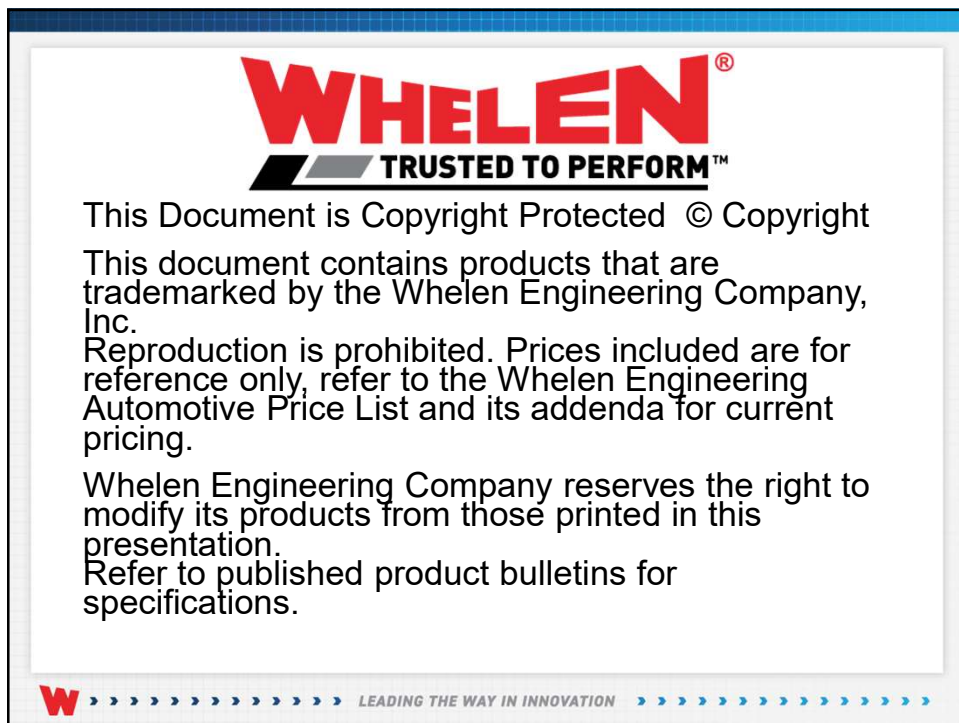 WHELEN®
TRUSTED TO PERFORM™
This Document is Copyright Protected © Copyright
This document contains products that are
trademarked by the Whelen Engineering Company,
Inc.
Reproduction is prohibited. Prices included are for
reference only, refer to the Whelen Engineering
Automotive Price List and its addenda for current
pricing.
Whelen Engineering Company reserves the right to
modify its products from those printed in this
presentation.
Refer to published product bulletins for
specifications.
W LEADING THE WAY IN INNOVATION